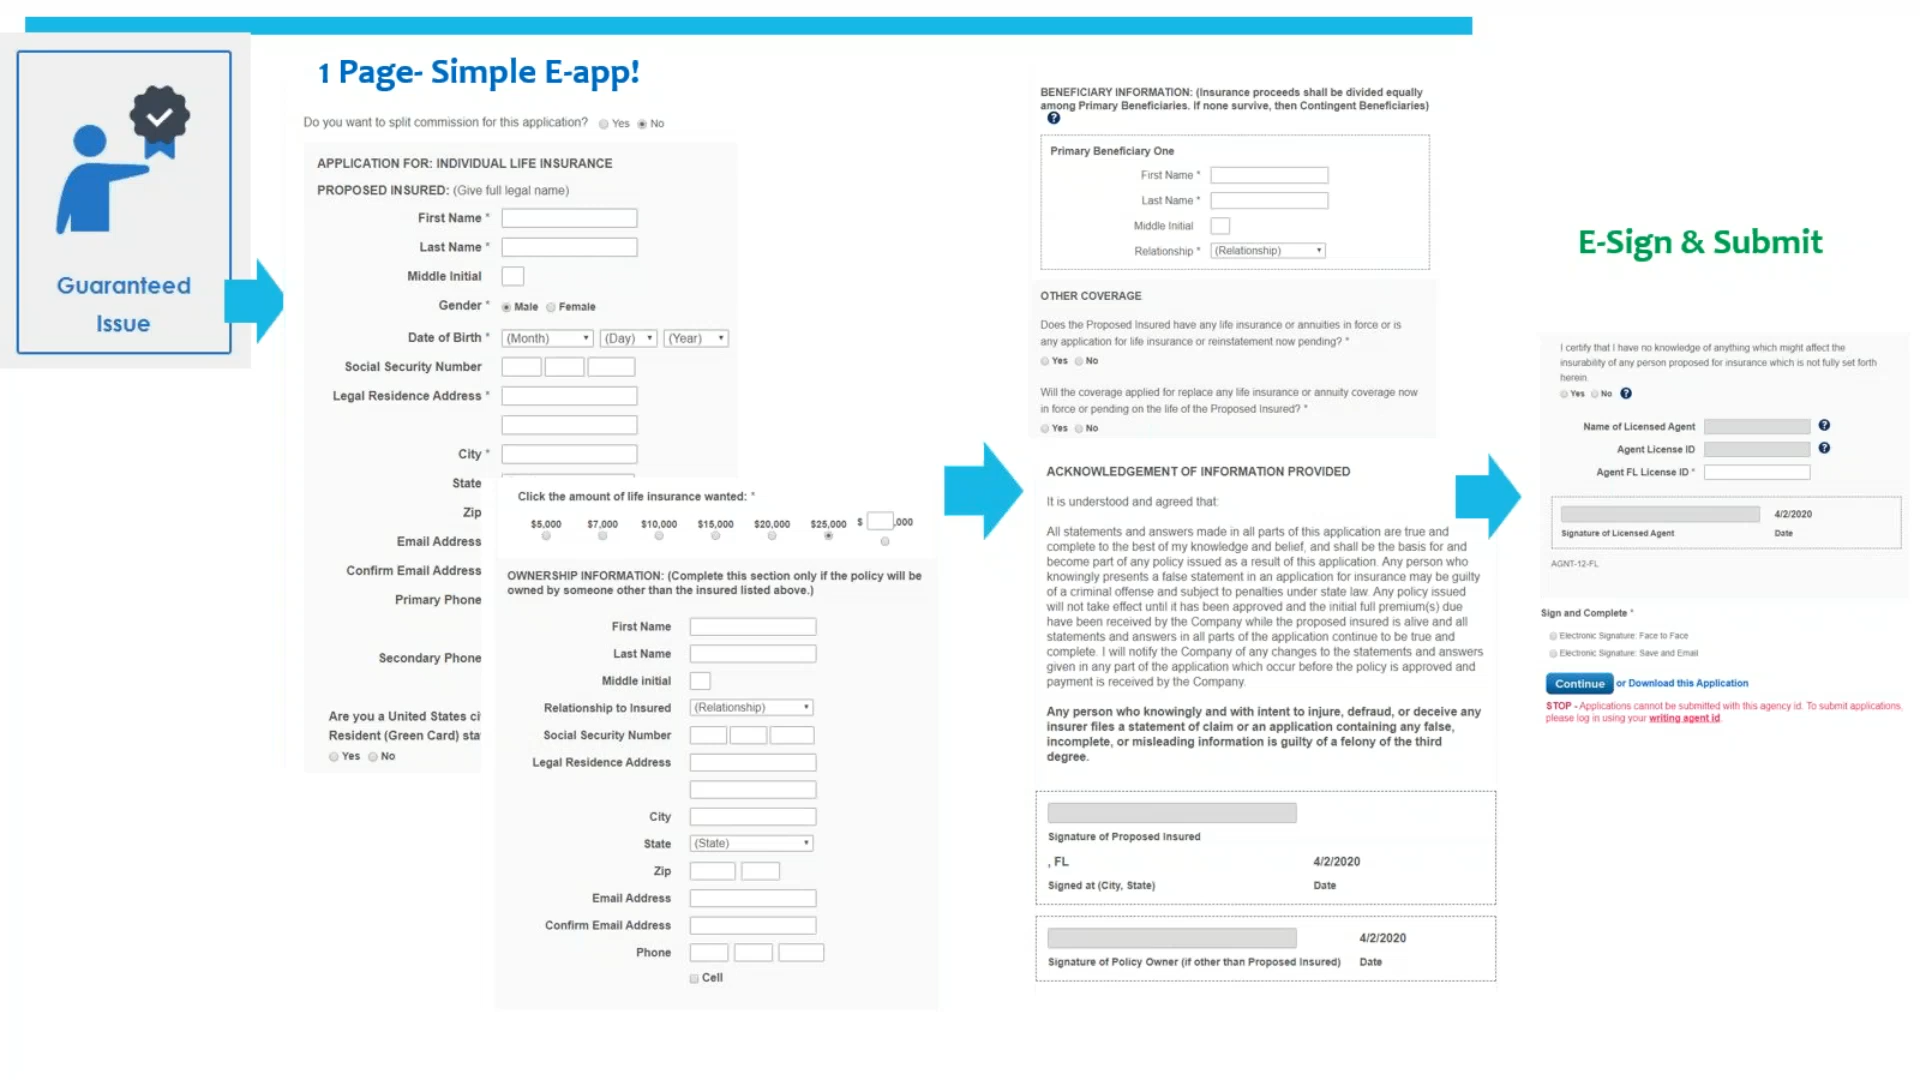 1 Page- Simple E-app!
Guaranteed
Issue
Do you want to split commission for this application? Yes No
APPLICATION FOR: INDIVIDUAL LIFE INSURANCE
PROPOSED INSURED: (Give full legal name)
First Name *
Last Name *
Middle Initial
Gender * Male Female
Date of Birth * (Month) (Day) (Year)
Social Security Number
Legal Residence Address *
City *
State
Zip
Email Address
Confirm Email Address
Primary Phone
Secondary Phone
Are you a United States
Resident (Green Card)
Yes No
Click the amount of life insurance wanted: *
$5,000 $7,000 $10,000 $15,000 $20,000 $25,000 $ ,000
OWNERSHIP INFORMATION: (Complete this section only if the policy will be
owned by someone other than the insured listed above.)
First Name
Last Name
Middle initial
Relationship to Insured (Relationship)
Social Security Number
Legal Residence Address
City
State (State)
Zip
Email Address
Confirm Email Address
Phone
Cell
BENEFICIARY INFORMATION: (Insurance proceeds shall be divided equally
among Primary Beneficiaries. If none survive, then Contingent Beneficiaries)
?
Primary Beneficiary One
First Name *
Last Name *
Middle Initial
Relationship * (Relationship)
OTHER COVERAGE
Does the Proposed Insured have any life insurance or annuities in force or is
any application for life insurance or reinstatement now pending? *
Yes No
Will the coverage applied for replace any life insurance or annuity coverage now
in force or pending on the life of the Proposed Insured? *
Yes No
ACKNOWLEDGEMENT OF INFORMATION PROVIDED
It is understood and agreed that:
All statements and answers made in all parts of this application are true and
complete to the best of my knowledge and belief, and shall be the basis for and
become part of any policy issued as a result of this application. Any person who
knowingly presents a false statement in an application for insurance may be guilty
of a criminal offense and subject to penalties under state law. Any policy issued
will not take effect until it has been approved and the initial full premium(s) due
have been received by the Company while the proposed insured is alive and all
statements and answers in all parts of the application continue to be true and
complete. I will notify the Company of any changes to the statements and answers
given in any part of the application which occur before the policy is approved and
payment is received by the Company.
Any person who knowingly and with intent to injure, defraud, or deceive any
insurer files a statement of claim or an application containing any false,
incomplete, or misleading information is guilty of a felony of the third
degree.
Signature of Proposed Insured
, FL 4/2/2020
Signed at (City, State) Date
4/2/2020
Signature of Policy Owner (if other than Proposed Insured) Date
E-Sign & Submit
I certify that I have no knowledge of anything which might affect the
insurability of any person proposed for insurance which is not fully set forth
herein.
Yes No ?
Name of Licensed Agent ?
Agent License ID ?
Agent FL License ID *
4/2/2020
Signature of Licensed Agent Date
AGNT-12-FL
Sign and Complete *
Electronic Signature: Face to Face
Electronic Signature: Save and Email
Continue or Download this Application
STOP - Applications cannot be submitted with this agency id. To submit applications,
please log in using your writing agent id.